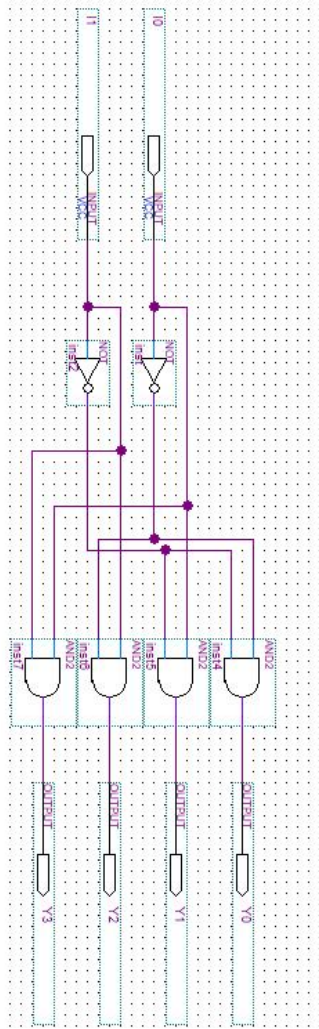 I1
I0
INPUT
VCC
INPUT
VCC
NOT
inst2
NOT
inst
AND2
inst7
AND2
inst6
AND2
inst5
AND2
inst4
OUTPUT
Y3
OUTPUT
Y2
OUTPUT
Y1
OUTPUT
Y0